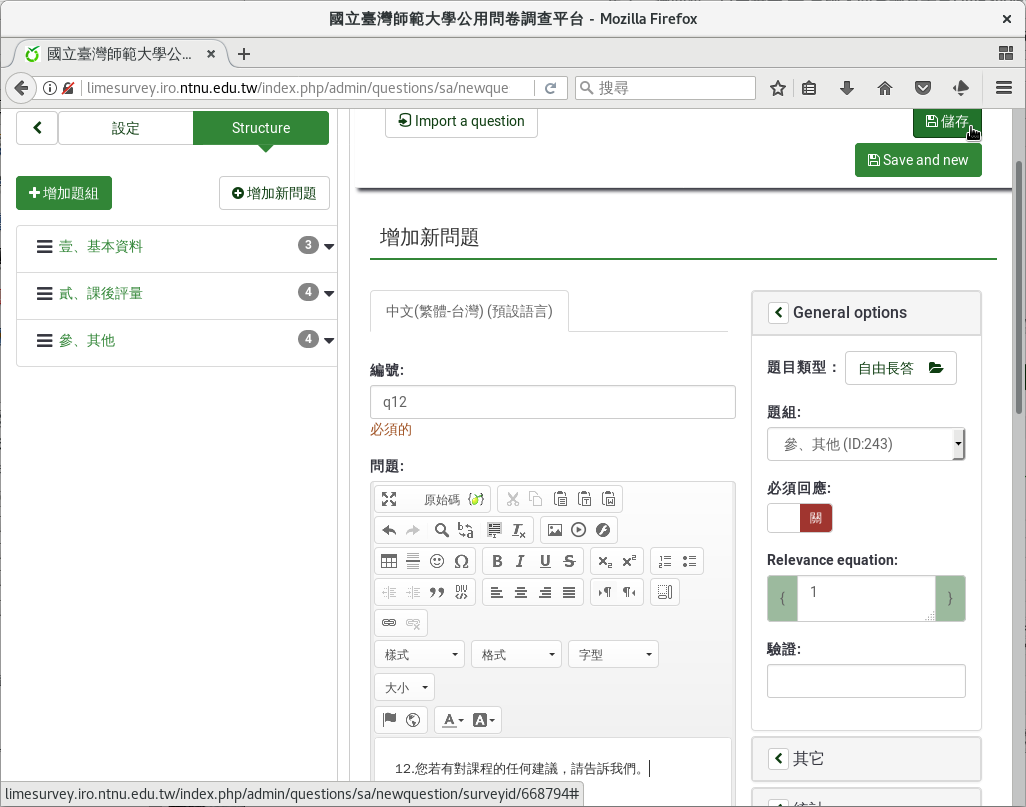 國立臺灣師範大學公用問卷調查平台 - Mozilla Firefox
國立臺灣師範大學公...
limesurvey.iro.ntnu.edu.tw/index.php/admin/questions/sa/newque
搜尋
設定
Structure
Import a question
儲存
Save and new
增加題組
增加新問題
壹、基本資料 3
貳、課後評量 4
參、其他 4
增加新問題
中文(繁體-台灣) (預設語言)
編號:
q12
必須的
問題:
原始碼
樣式
格式
字型
大小
12.您若有對課程的任何建議，請告訴我們。
General options
題目類型：
自由長答
題組:
參、其他 (ID:243)
必須回應:
關
Relevance equation:
{ 1 }
驗證:
其它
統計
limesurvey.iro.ntnu.edu.tw/index.php/admin/questions/sa/newquestion/surveyid/668794#